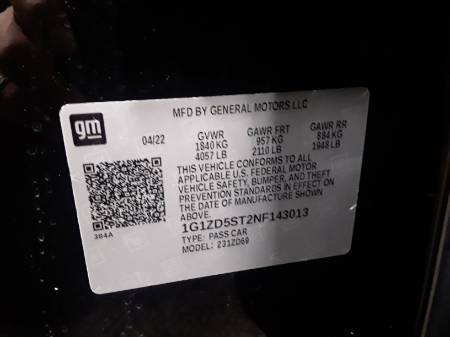 MFD BY GENERAL MOTORS LLC
gm
04/22 GVWR GAWR FRT GAWR RR
1840 KG 957 KG 884 KG
4057 LB 2110 LB 1948 LB
THIS VEHICLE CONFORMS TO ALL
APPLICABLE U.S. FEDERAL MOTOR
VEHICLE SAFETY, BUMPER, AND THEFT
PREVENTION STANDARDS IN EFFECT ON
THE DATE OF MANUFACTURE SHOWN
ABOVE.
384A
1G1ZD5ST2NF143013
TYPE: PASS CAR
MODEL: 231ZD69